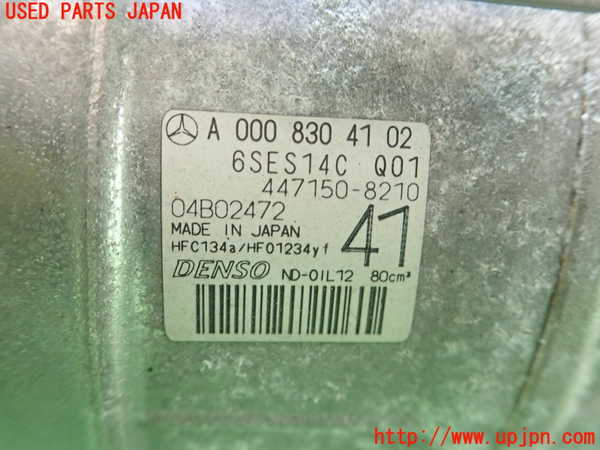 USED PARTS JAPAN
A 000 830 41 02
6SES14C Q01
447150-8210
04B02472
MADE IN JAPAN
41
HFC134a/HFO1234yf
DENSO ND-OIL12 80cm³
UPJ
http://www.upjpn.com/